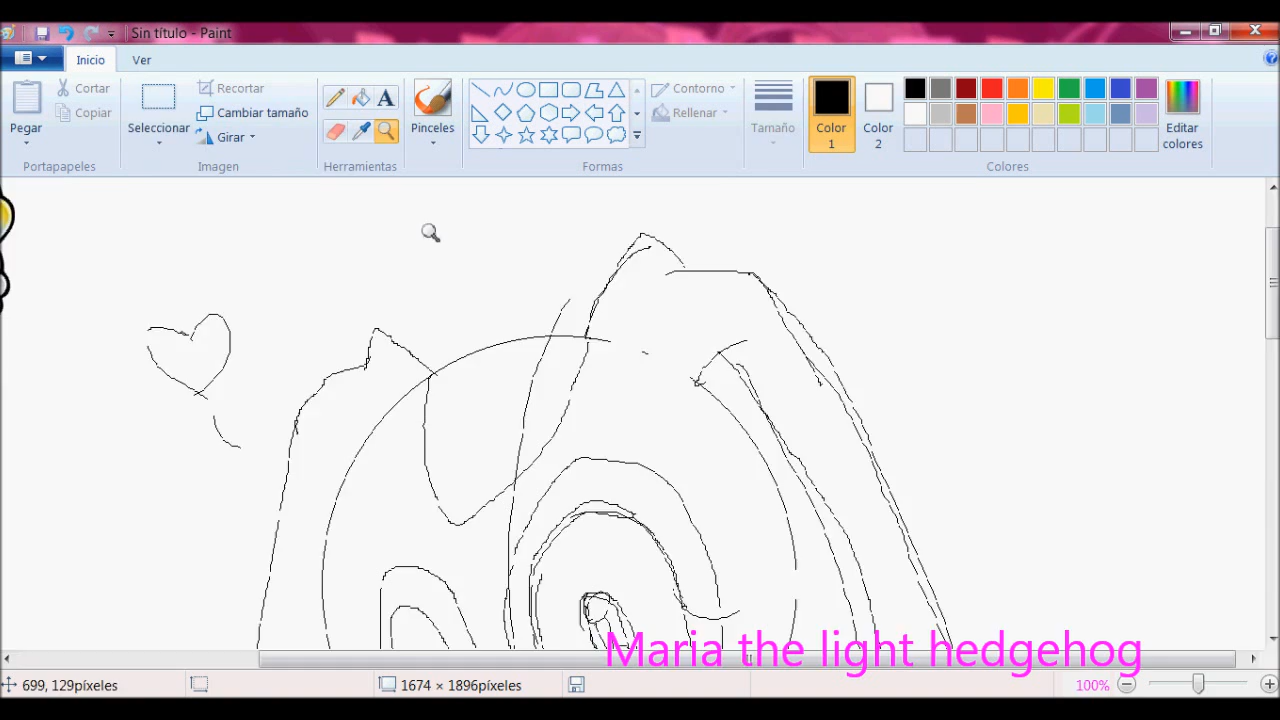 Sin título - Paint
Inicio Ver
Pegar
Cortar
Copiar
Portapapeles
Seleccionar
Recortar
Cambiar tamaño
Girar
Imagen
A
Herramientas
Pinceles
Contorno
Rellenar
Formas
Tamaño
Color
1
Color
2
Editar
colores
Colores
Maria the light hedgehog
699, 129píxeles
1674 × 1896píxeles
100%